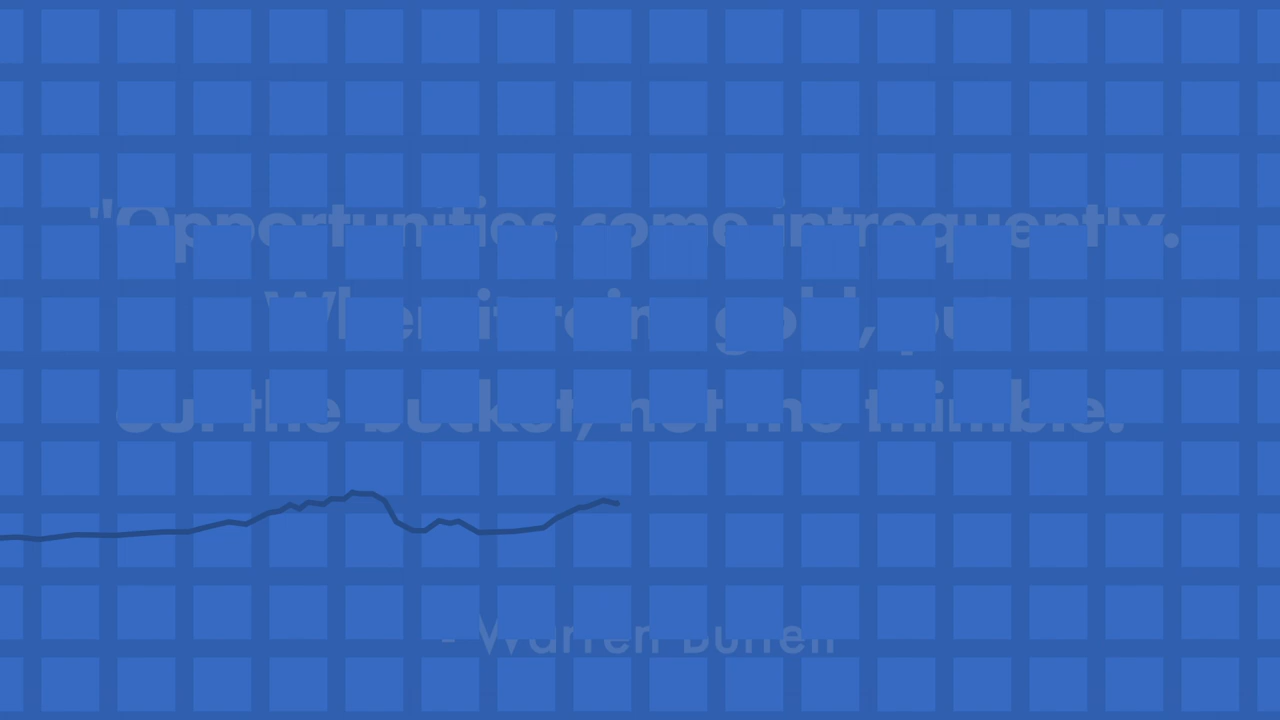 "Opportunities come infrequently.
When it rains gold, put
out the bucket, not the thimble."
- Warren Buffett